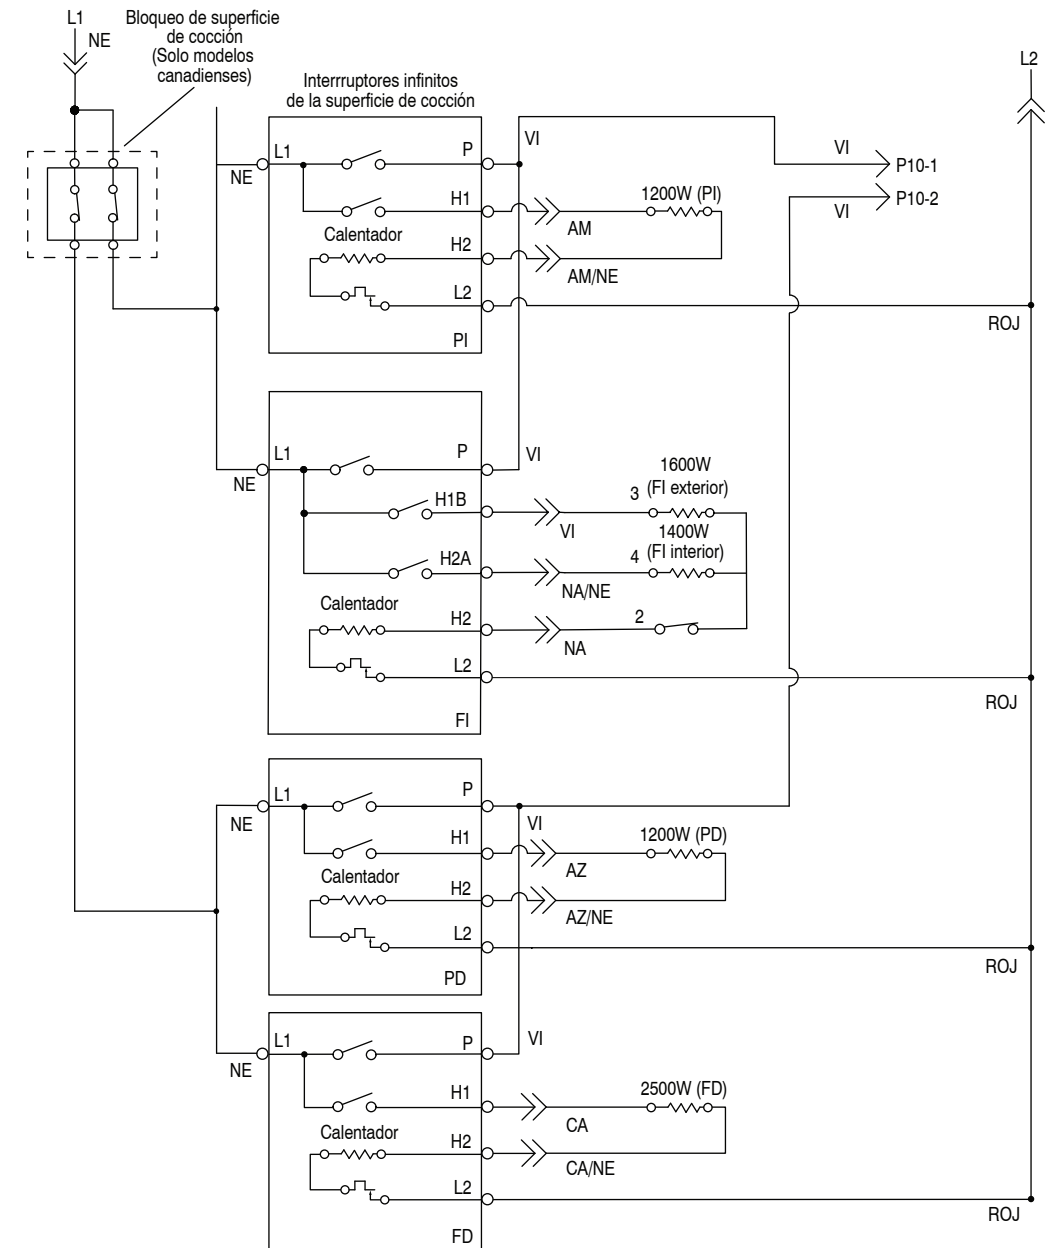 L1
NE
Bloqueo de superficie
de cocción
(Solo modelos
canadienses)
L2
Interrruptores infinitos
de la superficie de cocción
L1
NE
P
VI
VI
P10-1
P10-2
VI
H1
1200W (PI)
AM
Calentador
H2
AM/NE
L2
ROJ
PI
L1
NE
P
VI
1600W
(FI exterior)
3
H1B
VI
1400W
(FI interior)
4
H2A
NA/NE
Calentador
H2
2
NA
L2
ROJ
FI
L1
NE
P
VI
H1
1200W (PD)
AZ
Calentador
H2
AZ/NE
L2
ROJ
PD
L1
NE
P
VI
H1
2500W (FD)
CA
Calentador
H2
CA/NE
L2
ROJ
FD